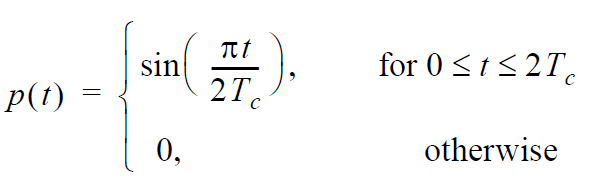 p(t) = { sin( πt / 2T_c ), for 0 ≤ t ≤ 2T_c
0, otherwise